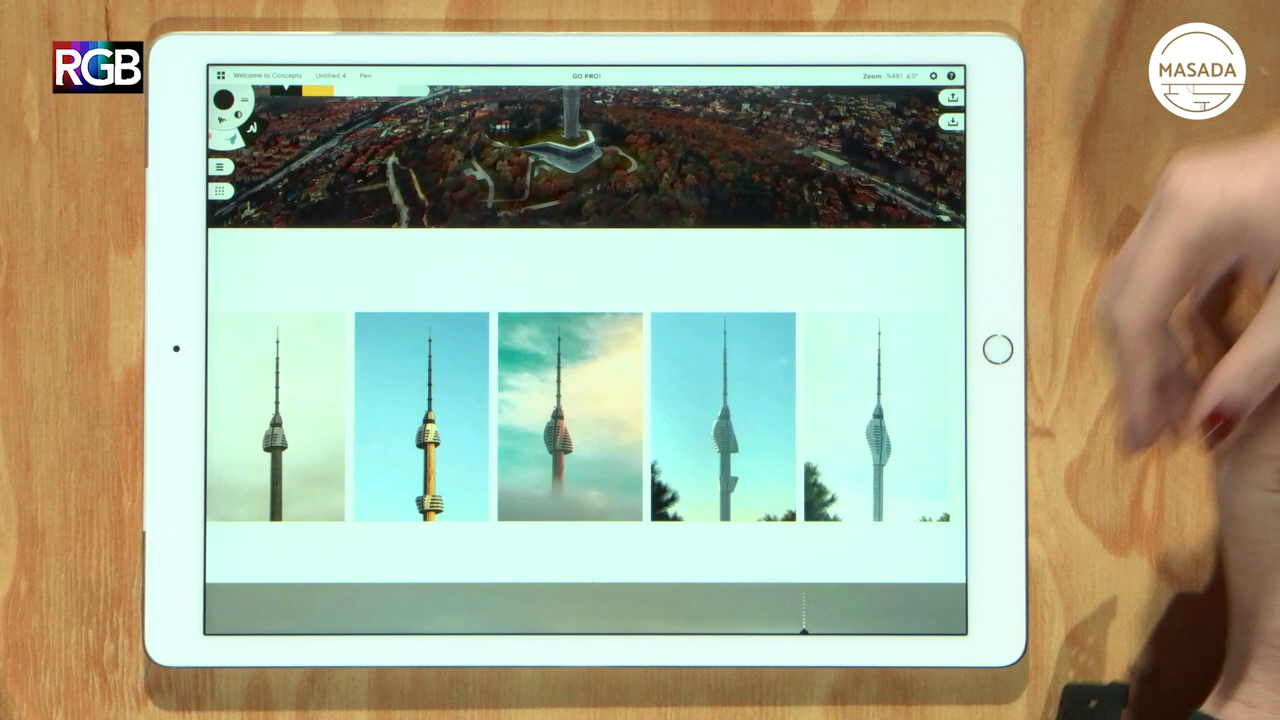 RGB
MASADA
Welcome to Concepts
Untitled 4
Pen
GO PRO!
Zoom: %481 ∠0°